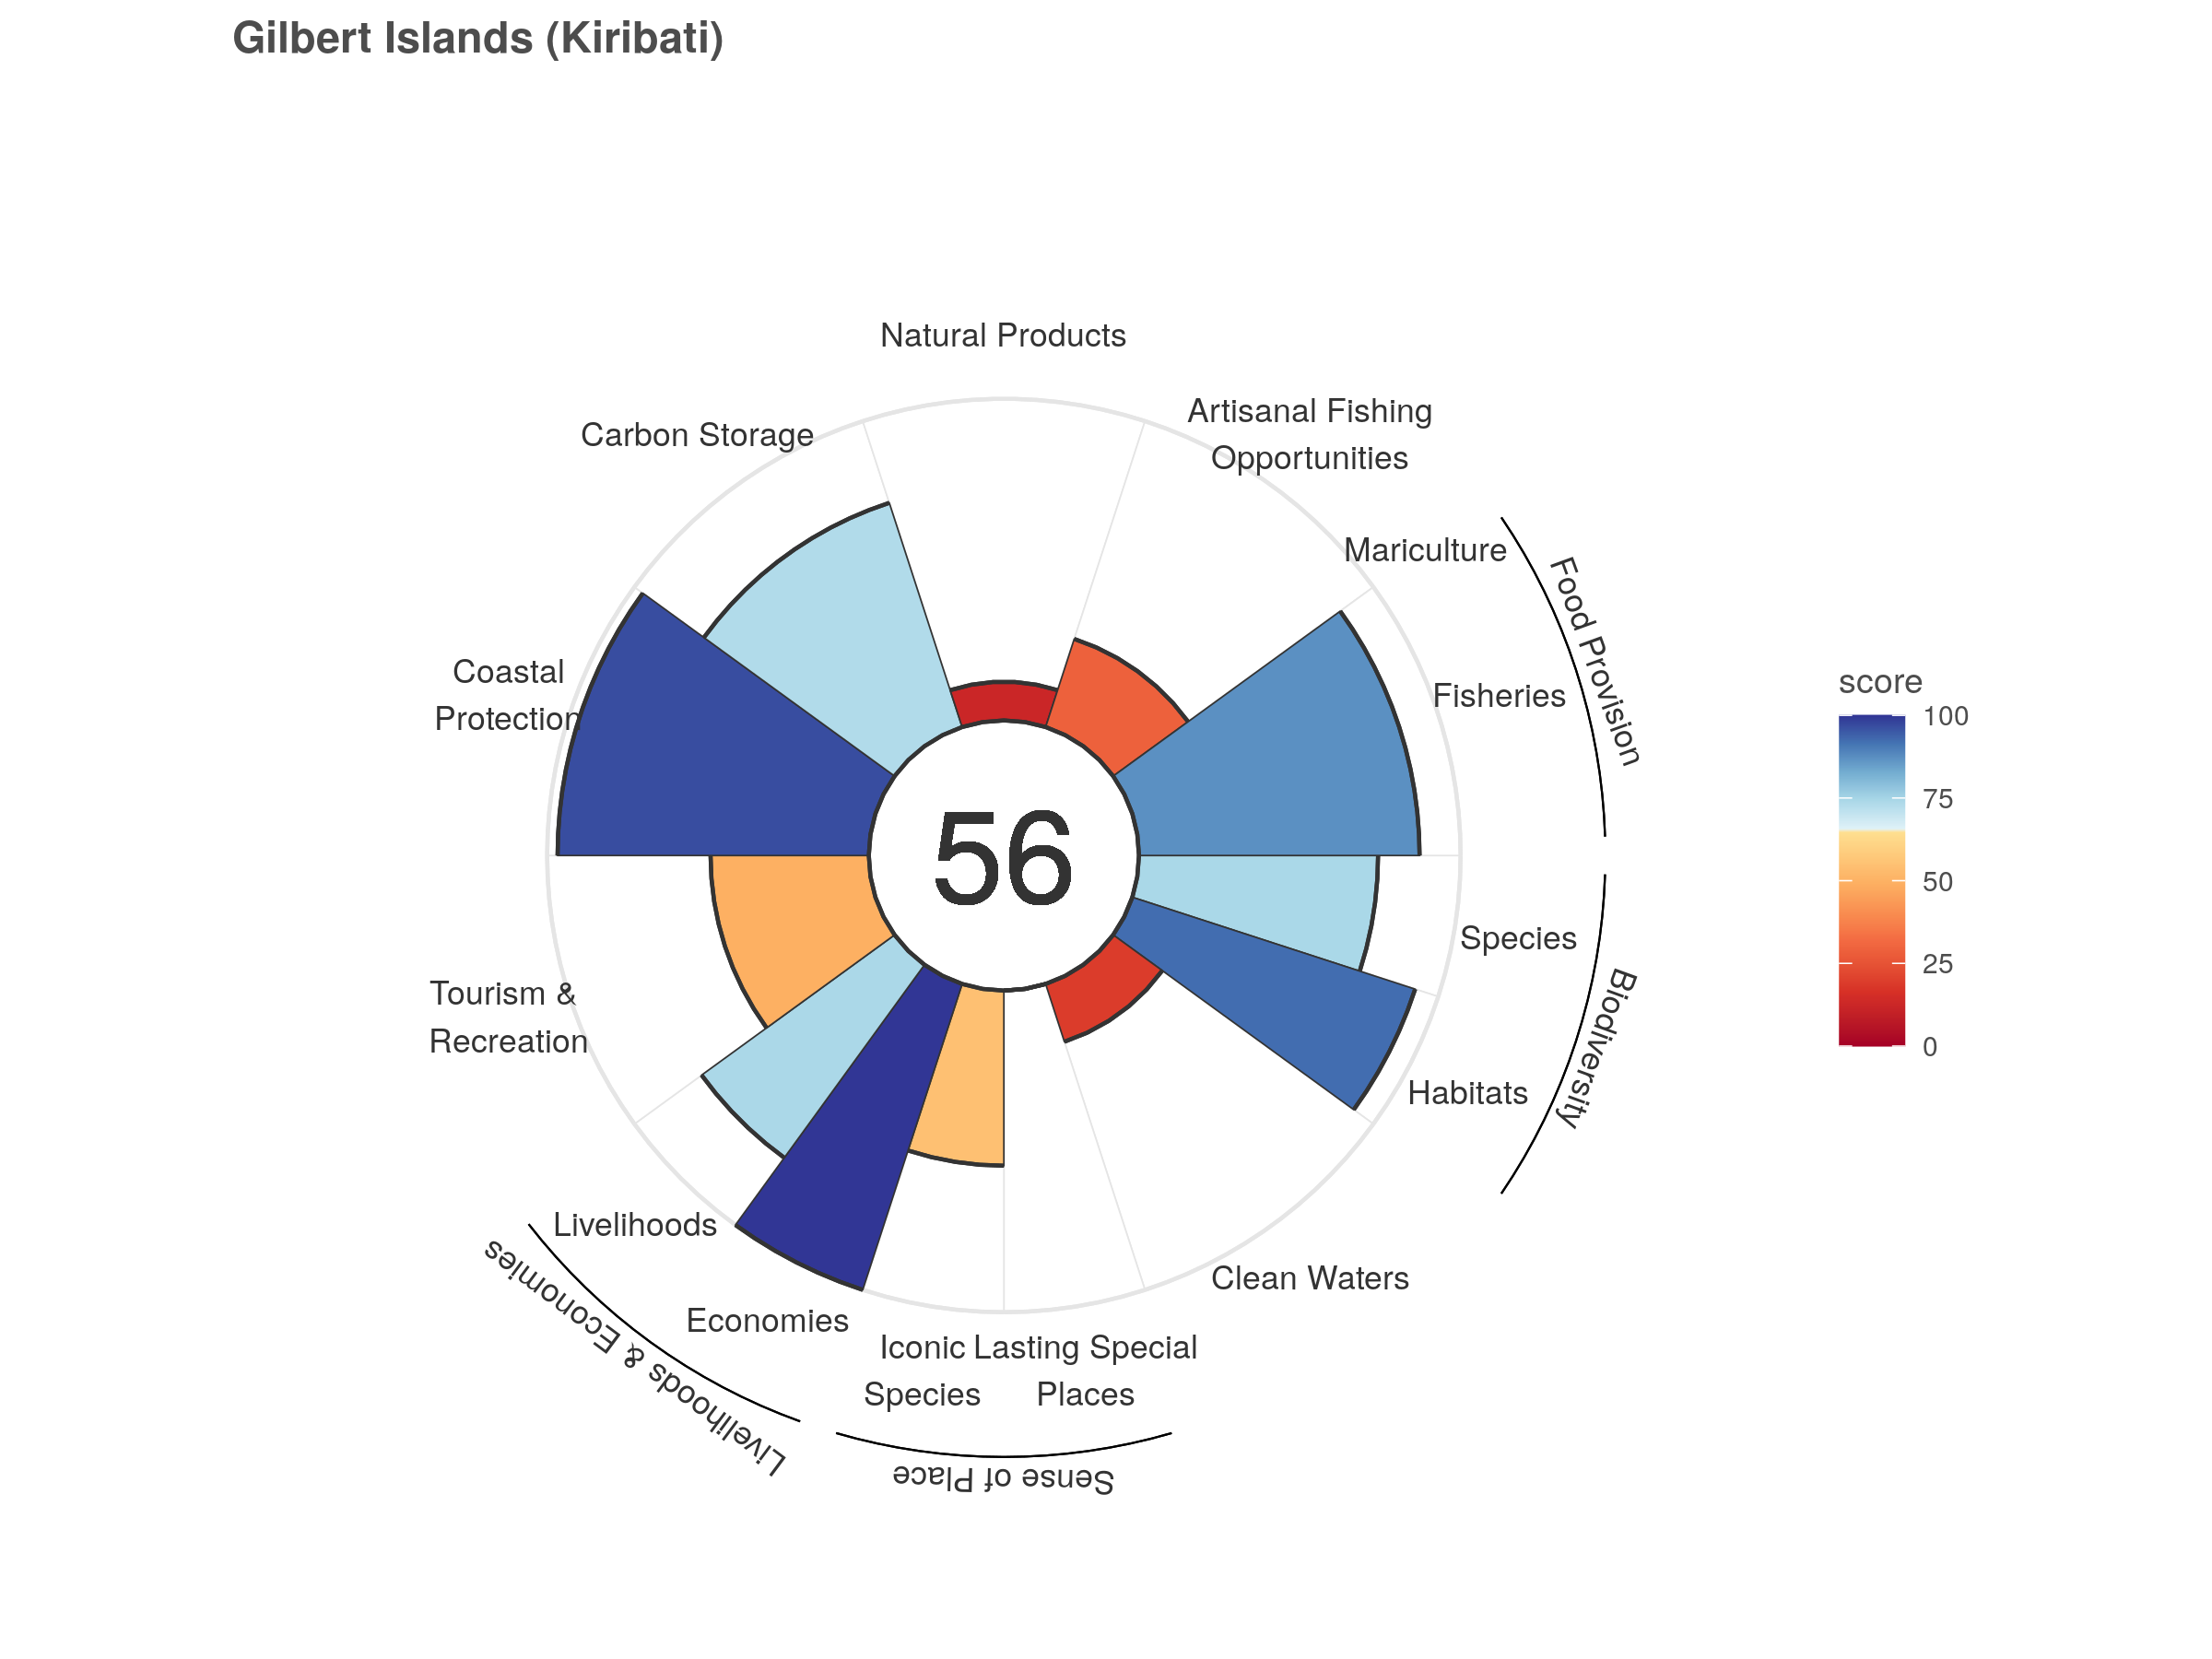 Gilbert Islands (Kiribati)
Natural Products
Artisanal Fishing
Opportunities
Carbon Storage
Mariculture
Food Provision
Fisheries
Coastal
Protection
56
score
100
75
50
25
0
Species
Biodiversity
Habitats
Tourism &
Recreation
Livelihoods
Livelihoods & Economies
Economies
Clean Waters
Iconic
Species
Lasting Special
Places
Sense of Place